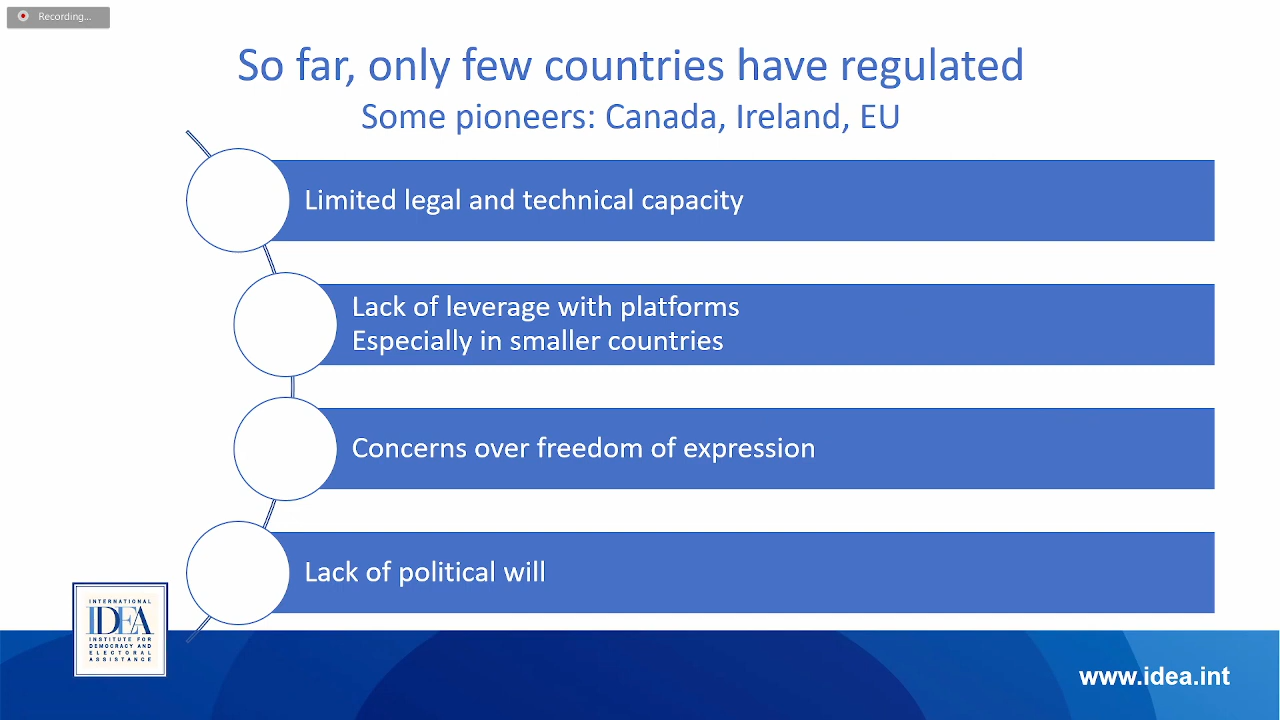 Recording...
So far, only few countries have regulated
Some pioneers: Canada, Ireland, EU
Limited legal and technical capacity
Lack of leverage with platforms
Especially in smaller countries
Concerns over freedom of expression
Lack of political will
INTERNATIONAL
IDEA
INSTITUTE FOR
DEMOCRACY AND
ELECTORAL
ASSISTANCE
www.idea.int